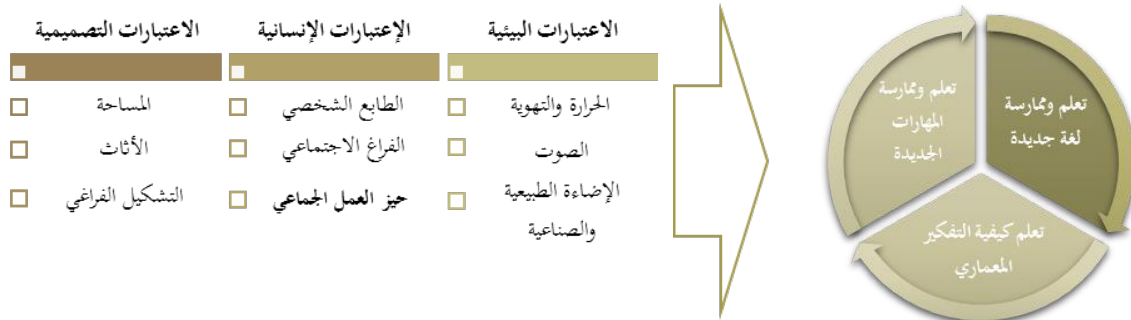 الاعتبارات البيئية
الحرارة والتهوية
الصوت
الإضاءة الطبيعية
والصناعية
الإعتبارات الإنسانية
الطابع الشخصي
الفراغ الاجتماعي
حيز العمل الجماعي
الاعتبارات التصميمية
المساحة
الأثاث
التشكيل الفراغي
تعلم وممارسة
لغة جديدة
تعلم كيفية التفكير
المعماري
تعلم وممارسة
المهارات
الجديدة